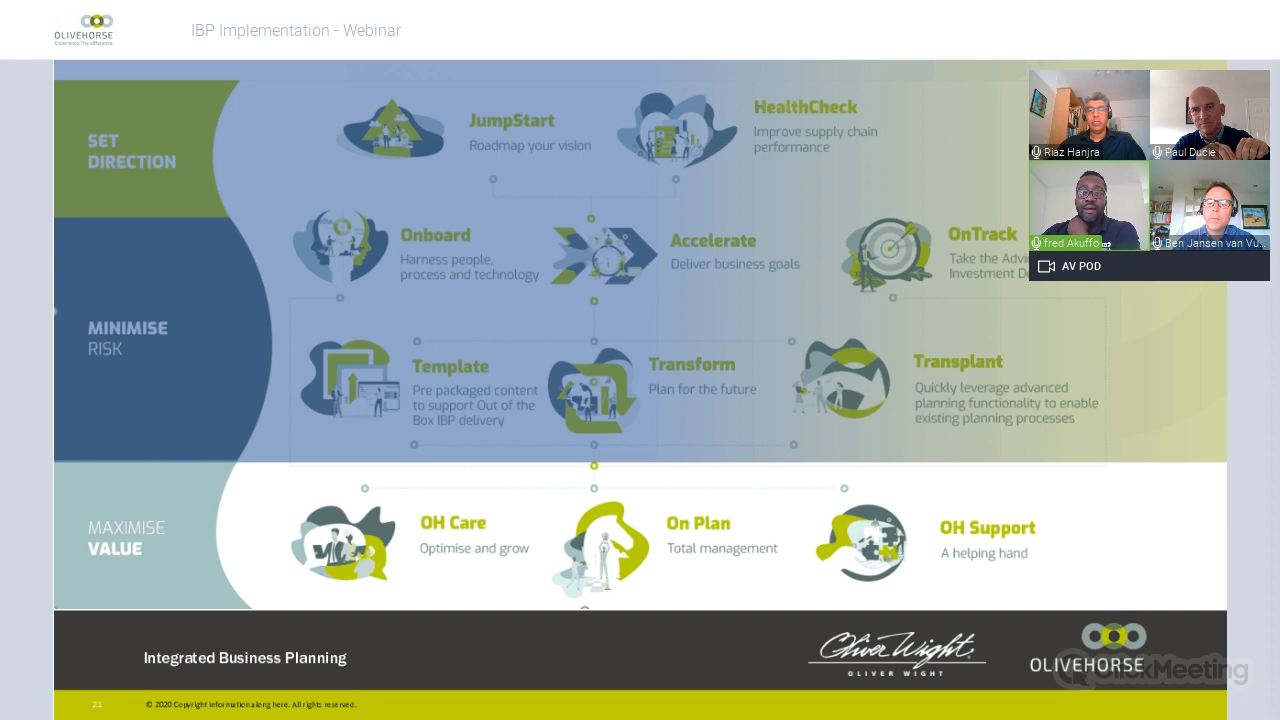 OLIVEHORSE
Experience. The difference.
IBP Implementation - Webinar
SET
DIRECTION
JumpStart
Roadmap your vision
HealthCheck
Improve supply chain
performance
Riaz Hanjra
Paul Ducie
fred Akuffo
Ben Jansen van Vu...
AV POD
MINIMISE
RISK
Onboard
Harness people,
process and technology
Accelerate
Deliver business goals
OnTrack
Take the Advi
Investment D
Template
Pre packaged content
to support Out of the
Box IBP delivery
Transform
Plan for the future
Transplant
Quickly leverage advanced
planning functionality to enable
existing planning processes
MAXIMISE
VALUE
OH Care
Optimise and grow
On Plan
Total management
OH Support
A helping hand
Integrated Business Planning
Oliver Wight
OLIVER WIGHT
OLIVEHORSE
ClickMeeting
21
© 2020 Copyright information along here. All rights reserved.